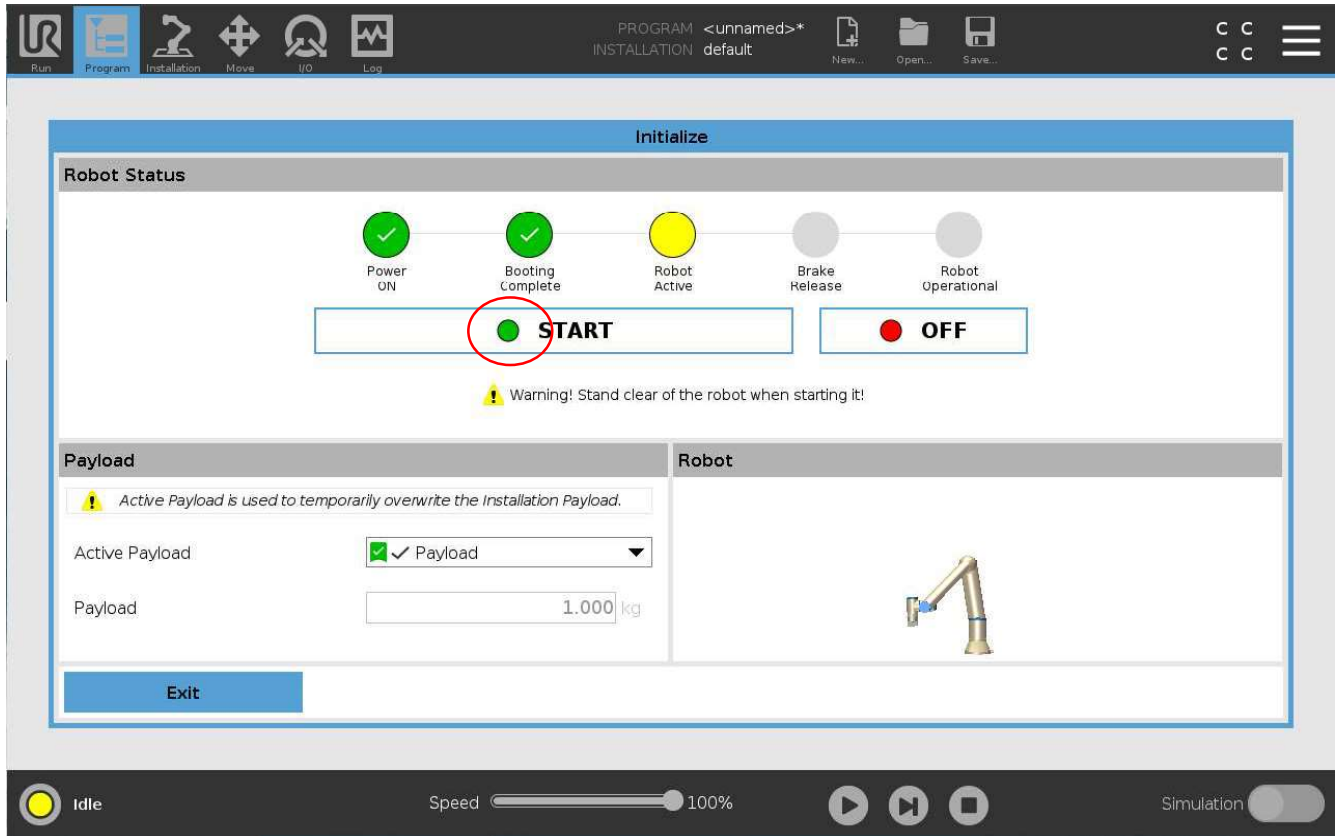 UR
PROGRAM <unnamed>*
INSTALLATION default
Run Program Installation Move I/O Log New... Open... Save...
C C
C C
Initialize
Robot Status
Power ON
Booting Complete
Robot Active
Brake Release
Robot Operational
START
OFF
Warning! Stand clear of the robot when starting it!
Payload
Active Payload is used to temporarily overwrite the Installation Payload.
Active Payload
Payload
Payload
1.000 kg
Robot
Exit
Idle
Speed 100%
Simulation